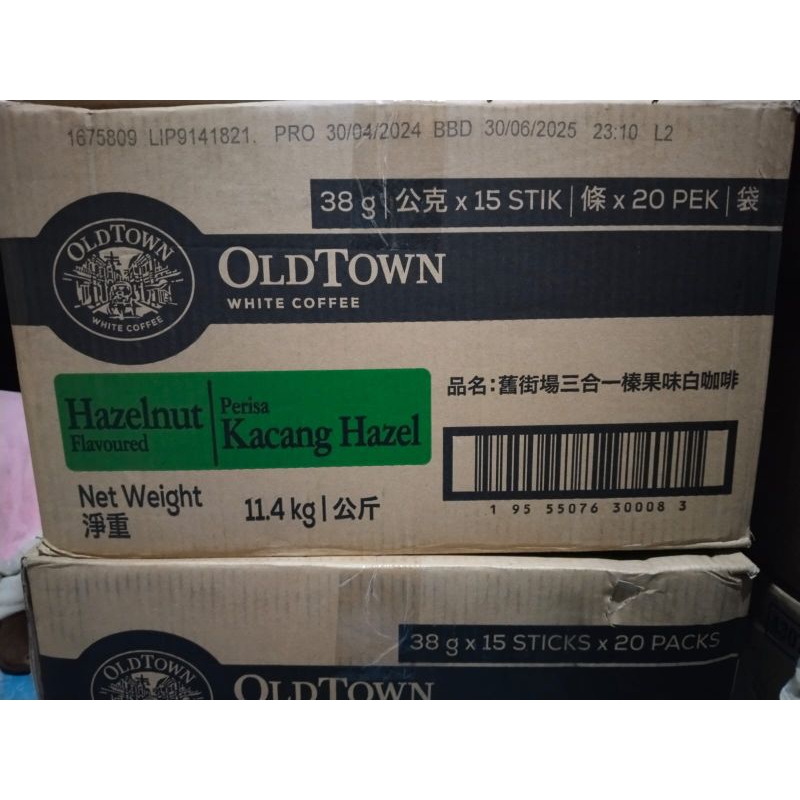 1675809 LIP9141821. PRO 30/04/2024 BBD 30/06/2025 23:10 L2
38 g | 公克 x 15 STIK | 條 x 20 PEK | 袋
OLDTOWN
WHITE COFFEE
OLDTOWN
WHITE COFFEE
Hazelnut
Flavoured
Perisa
Kacang Hazel
品名:舊街場三合一榛果味白咖啡
Net Weight
淨重
11.4 kg | 公斤
1 95 55076 30008 3
38 g x 15 STICKS x 20 PACKS
OLDTOWN
OLDTOWN